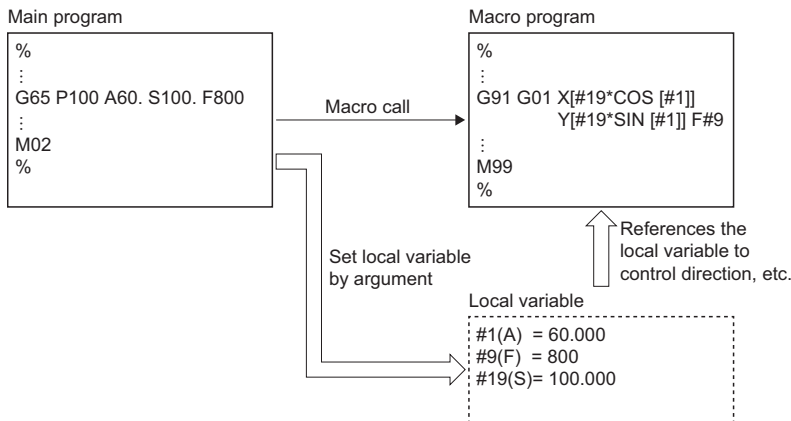 Main program
%
⋮
G65 P100 A60. S100. F800
⋮
M02
%
Macro call
Macro program
%
⋮
G91 G01 X[#19*COS [#1]]
Y[#19*SIN [#1]] F#9
⋮
M99
%
Set local variable
by argument
References the
local variable to
control direction, etc.
Local variable
#1(A) = 60.000
#9(F) = 800
#19(S)= 100.000